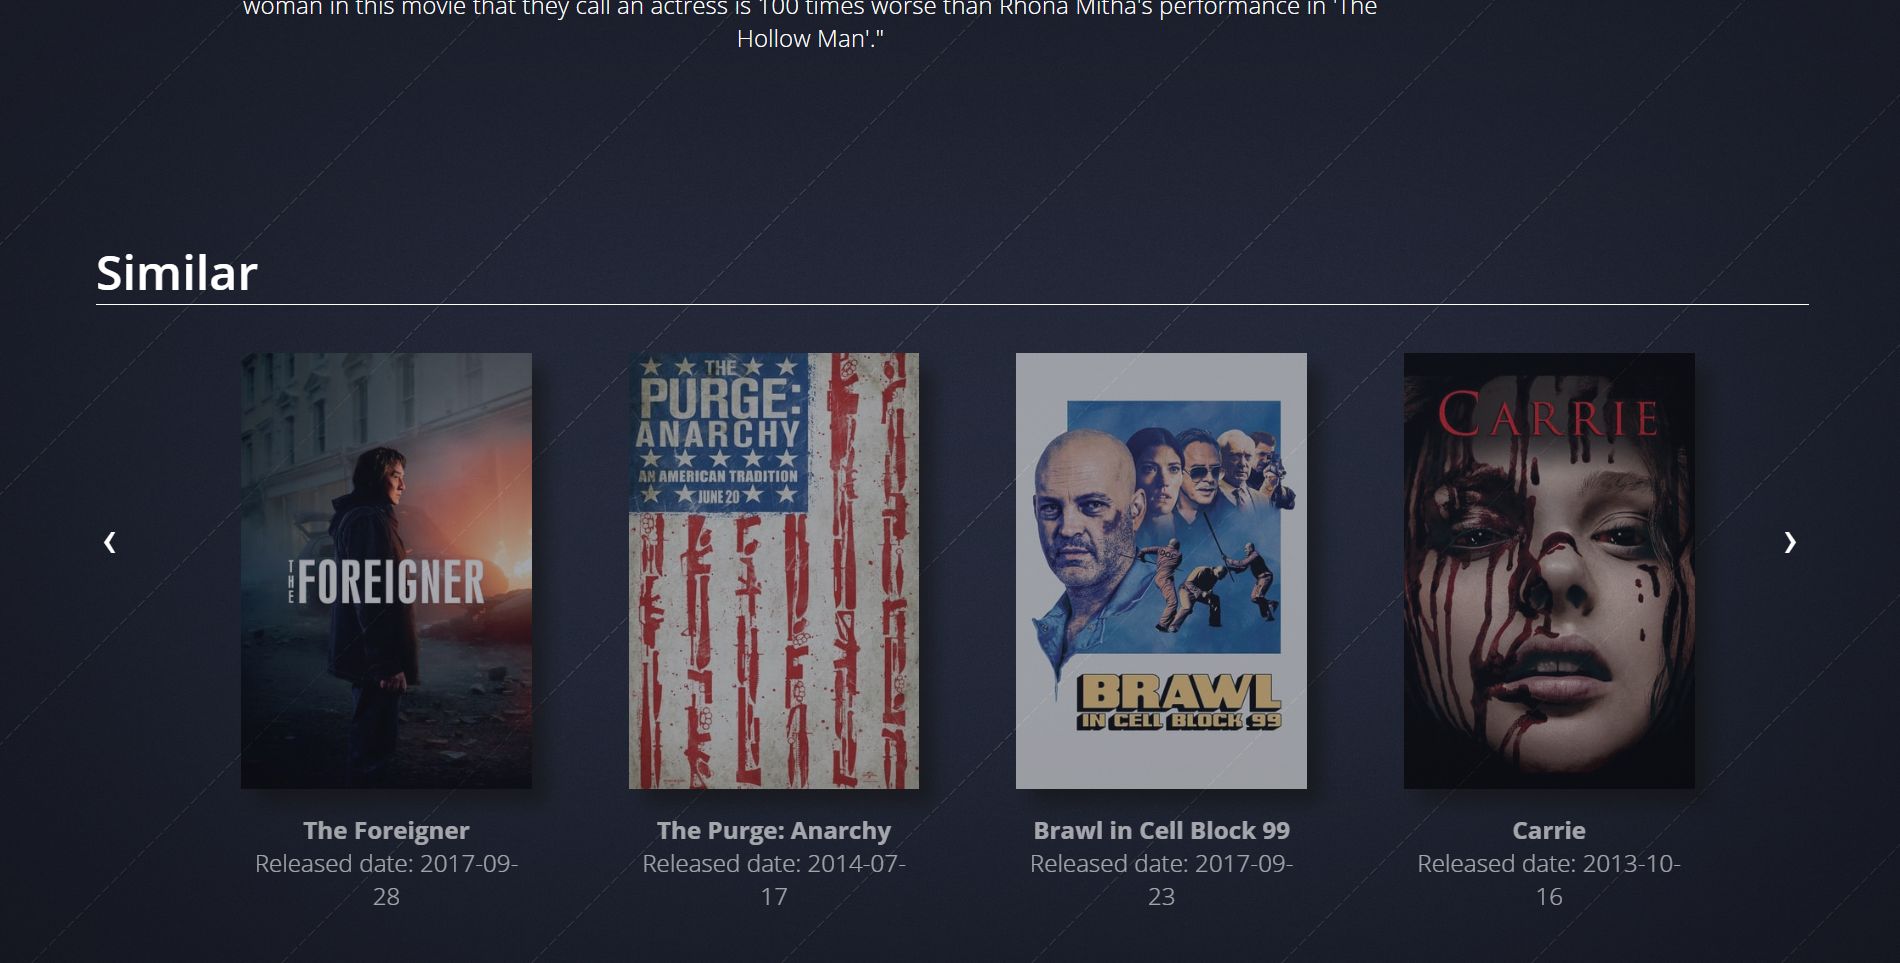 woman in this movie that they call an actress is 100 times worse than Rhona Mitha's performance in 'The
Hollow Man'."
Similar
❮
❯
THE
FOREIGNER
THE
PURGE:
ANARCHY
AN AMERICAN TRADITION
JUNE 20
BRAWL
IN CELL BLOCK 99
CARRIE
The Foreigner
Released date: 2017-09-
28
The Purge: Anarchy
Released date: 2014-07-
17
Brawl in Cell Block 99
Released date: 2017-09-
23
Carrie
Released date: 2013-10-
16